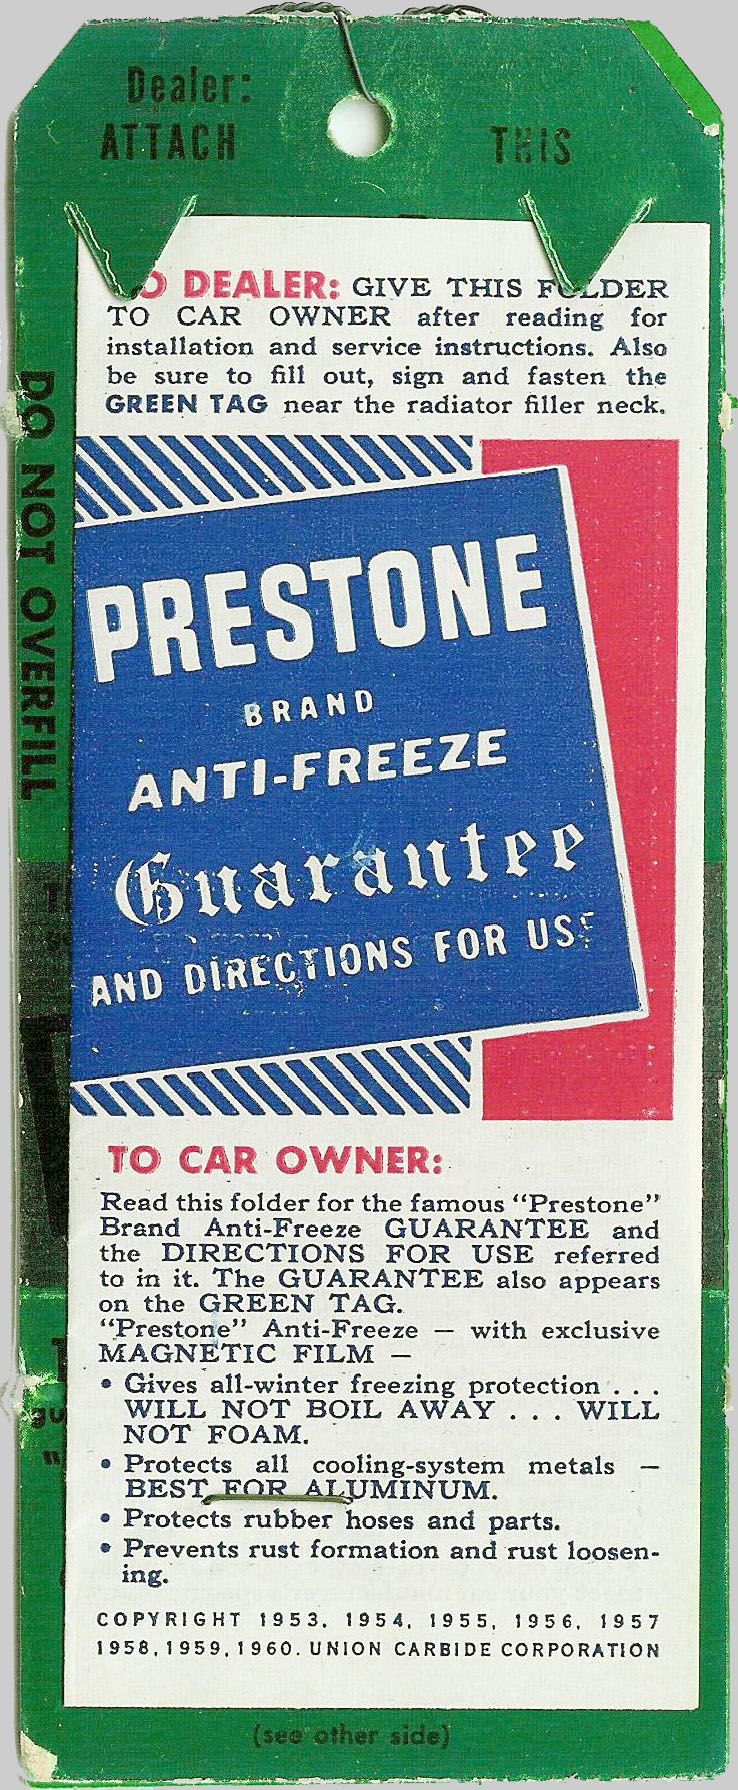 Dealer:
ATTACH THIS
DO NOT OVERFILL
TO DEALER: GIVE THIS FOLDER
TO CAR OWNER after reading for
installation and service instructions. Also
be sure to fill out, sign and fasten the
GREEN TAG near the radiator filler neck.
PRESTONE
BRAND
ANTI-FREEZE
Guarantee
AND DIRECTIONS FOR USE
TO CAR OWNER:
Read this folder for the famous “Prestone”
Brand Anti-Freeze GUARANTEE and
the DIRECTIONS FOR USE referred
to in it. The GUARANTEE also appears
on the GREEN TAG.
“Prestone” Anti-Freeze — with exclusive
MAGNETIC FILM —
• Gives all-winter freezing protection . . .
WILL NOT BOIL AWAY . . . WILL
NOT FOAM.
• Protects all cooling-system metals —
BEST FOR ALUMINUM.
• Protects rubber hoses and parts.
• Prevents rust formation and rust loosen-
ing.
COPYRIGHT 1953, 1954, 1955, 1956, 1957
1958, 1959, 1960. UNION CARBIDE CORPORATION
(see other side)